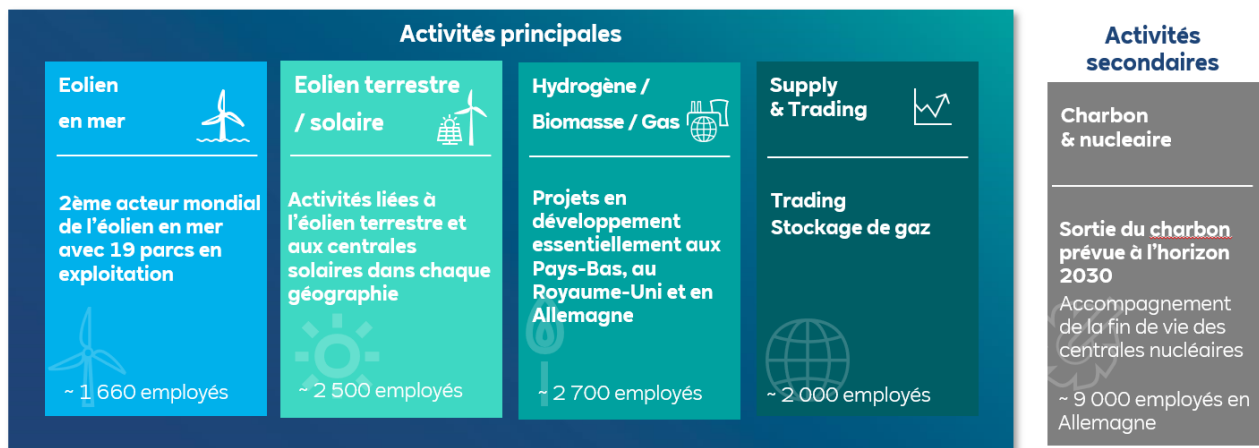 Activités principales
Eolien
en mer
2ème acteur mondial
de l'éolien en mer
avec 19 parcs en
exploitation
~ 1 660 employés
Eolien terrestre
/ solaire
Activités liées à
l'éolien terrestre et
aux centrales
solaires dans chaque
géographie
~ 2 500 employés
Hydrogène /
Biomasse / Gas
Projets en
développement
essentiellement aux
Pays-Bas, au
Royaume-Uni et en
Allemagne
~ 2 700 employés
Supply
& Trading
Trading
Stockage de gaz
~ 2 000 employés
Activités
secondaires
Charbon
& nucleaire
Sortie du charbon
prévue à l'horizon
2030
Accompagnement
de la fin de vie des
centrales nucléaires
~ 9 000 employés en
Allemagne